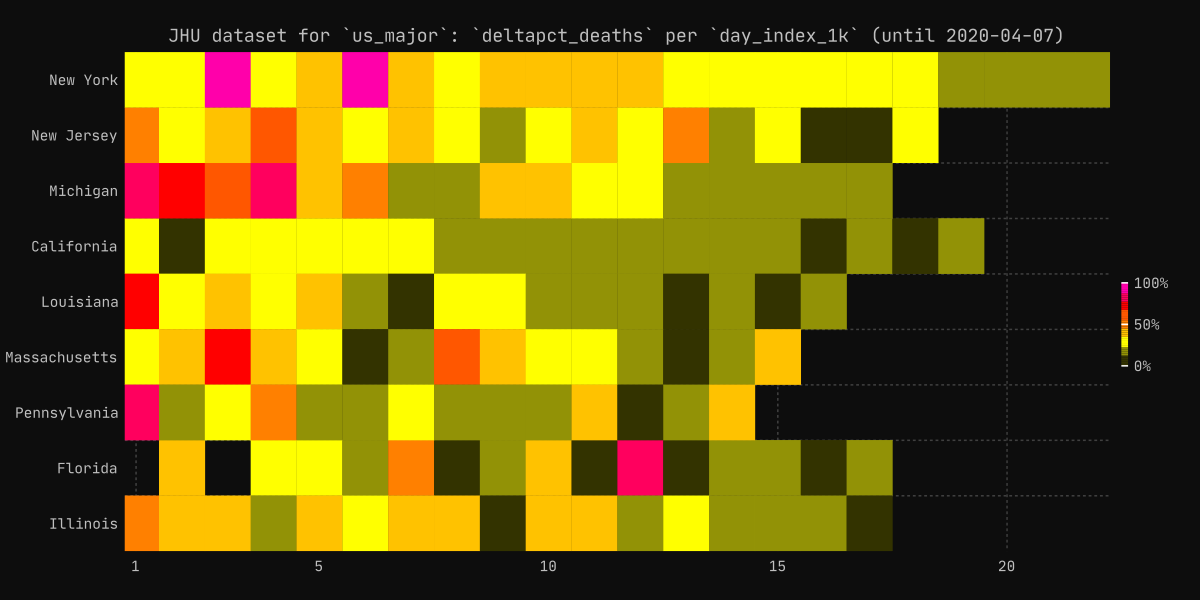 JHU dataset for `us_major`: `deltapct_deaths` per `day_index_1k` (until 2020-04-07)
New York
New Jersey
Michigan
California
Louisiana
Massachusetts
Pennsylvania
Florida
Illinois
1 5 10 15 20
100%
50%
0%